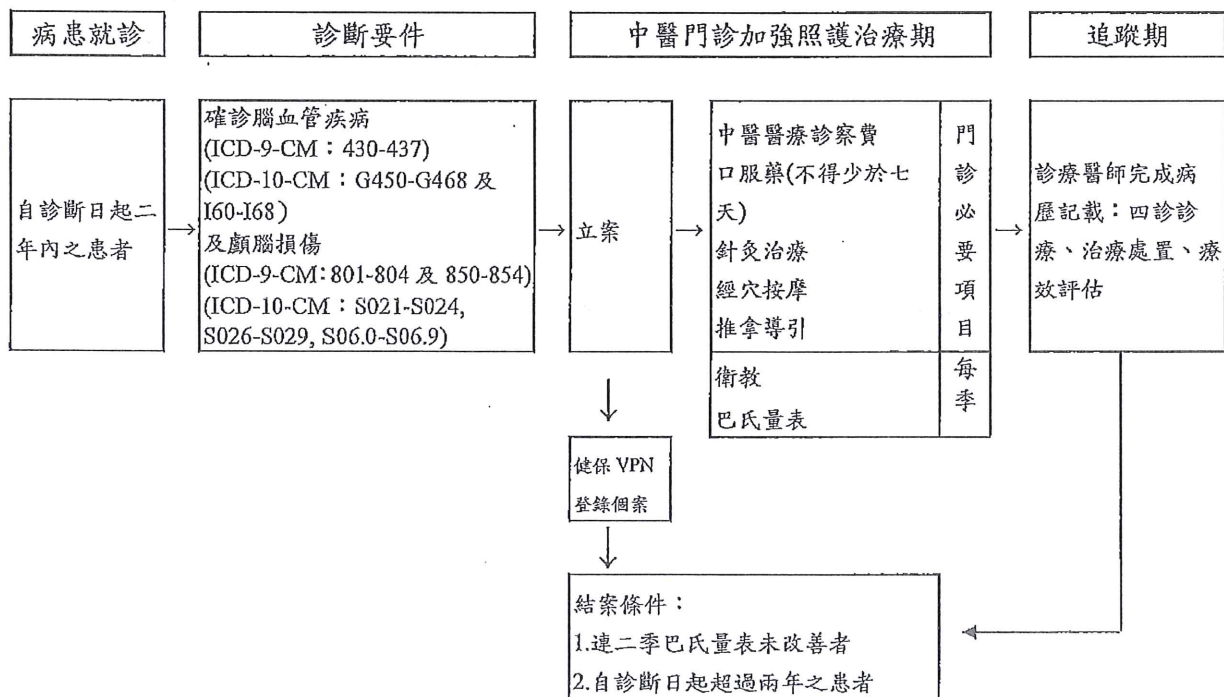 病患就診
診斷要件
中醫門診加強照護治療期
追蹤期
自診斷日起二
年內之患者
確診腦血管疾病
(ICD-9-CM：430-437)
(ICD-10-CM：G450-G468 及
I60-I68)
及顱腦損傷
(ICD-9-CM：801-804 及 850-854)
(ICD-10-CM：S021-S024,
S026-S029, S06.0-S06.9)
立案
中醫醫療診察費
口服藥(不得少於七
天)
針灸治療
經穴按摩
推拿導引
門
診
必
要
項
目
衛教
巴氏量表
每
季
診療醫師完成病
歷記載：四診診
療、治療處置、療
效評估
健保 VPN
登錄個案
結案條件：
1.連二季巴氏量表未改善者
2.自診斷日起超過兩年之患者